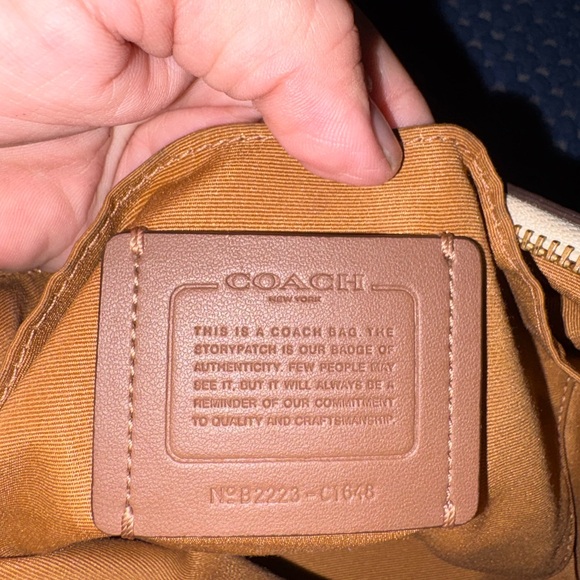 COACH
NEW YORK
THIS IS A COACH BAG. THE
STORYPATCH IS OUR BADGE OF
AUTHENTICITY. FEW PEOPLE MAY
SEE IT, BUT IT WILL ALWAYS BE A
REMINDER OF OUR COMMITMENT
TO QUALITY AND CRAFTSMANSHIP.
Nº B2223-C1648